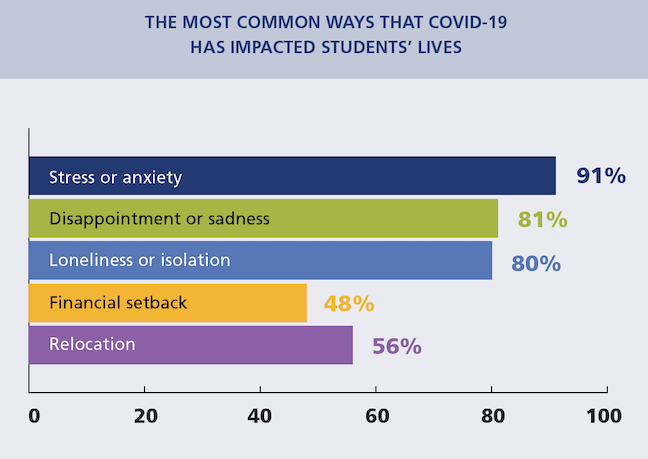 THE MOST COMMON WAYS THAT COVID-19
HAS IMPACTED STUDENTS’ LIVES
Stress or anxiety 91%
Disappointment or sadness 81%
Loneliness or isolation 80%
Financial setback 48%
Relocation 56%
0 20 40 60 80 100